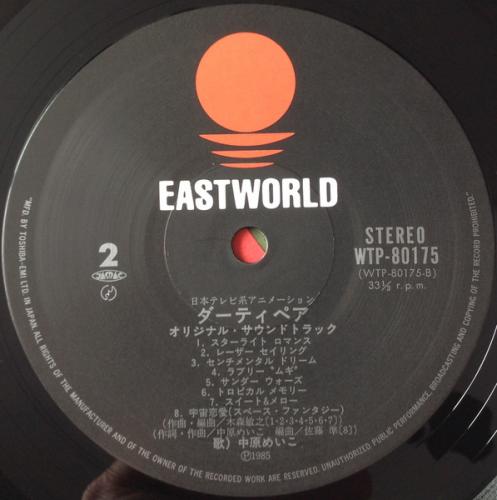 EASTWORLD
2
JASRAC
STEREO
WTP-80175
(WTP-80175-B)
33⅓ r.p.m.
日本テレビ系アニメーション
ダーティペア
オリジナル・サウンドトラック
1. スターライト ロマンス
2. レーザー セイリング
3. センチメンタル ドリーム
4. ラブリー "ムギ"
5. サンダー ウォーズ
6. トロピカル メモリー
7. スイート&メロー
8. 宇宙恋愛(スペース・ファンタジー)
(作曲・編曲/木森敏之(1・2・3・4・5・6・7))
(作詞・作曲/中原めいこ 編曲/佐藤 準(8))
歌)中原めいこ
Ⓟ1985
"MFD. BY TOSHIBA-EMI LTD. IN JAPAN ALL RIGHTS OF THE MANUFACTURER AND OF THE OWNER OF THE RECORDED WORK ARE RESERVED. UNAUTHORIZED PUBLIC PERFORMANCE, BROADCASTING AND COPYING OF THE RECORD PROHIBITED."